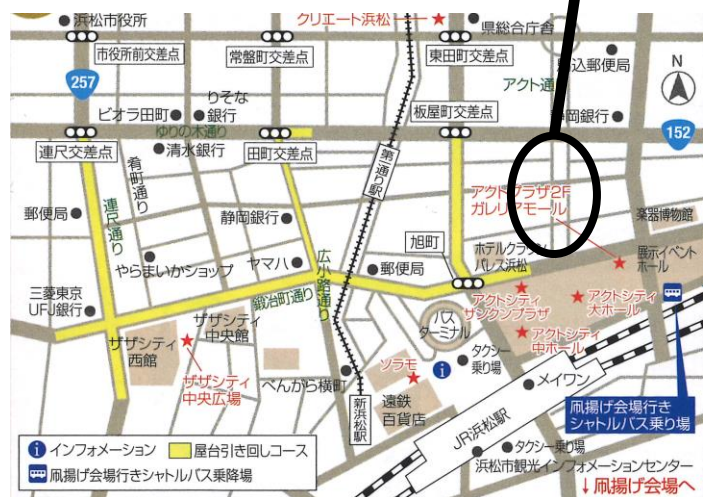 浜松市役所
クリエート浜松
県総合庁舎
市役所前交差点
常盤町交差点
東田町交差点
込郵便局
N
257
アクト通
りそな
銀行
ビオラ田町
板屋町交差点
静岡銀行
152
ゆりの木通り
連尺交差点
清水銀行
田町交差点
第一通り駅
肴町通り
連尺通り
アクトプラザ2F
ガレリアモール
楽器博物館
郵便局
静岡銀行
広小路通り
旭町
やらまいかショップ
ヤマハ
郵便局
ホテルクラウン
パレス浜松
展示イベント
ホール
三菱東京
UFJ銀行
鍛冶町通り
アクトシティ
サンクンプラザ
アクトシティ
大ホール
ザザシティ
西館
ザザシティ
中央館
バス
ターミナル
アクトシティ
中ホール
ザザシティ
中央広場
べんがら横町
ソラモ
タクシー
乗り場
メイワン
新浜松駅
遠鉄
百貨店
JR浜松駅
凧揚げ会場行き
シャトルバス乗り場
インフォメーション
屋台引き回しコース
凧揚げ会場行きシャトルバス乗降場
タクシー乗り場
浜松市観光インフォメーションセンター
↓凧揚げ会場へ